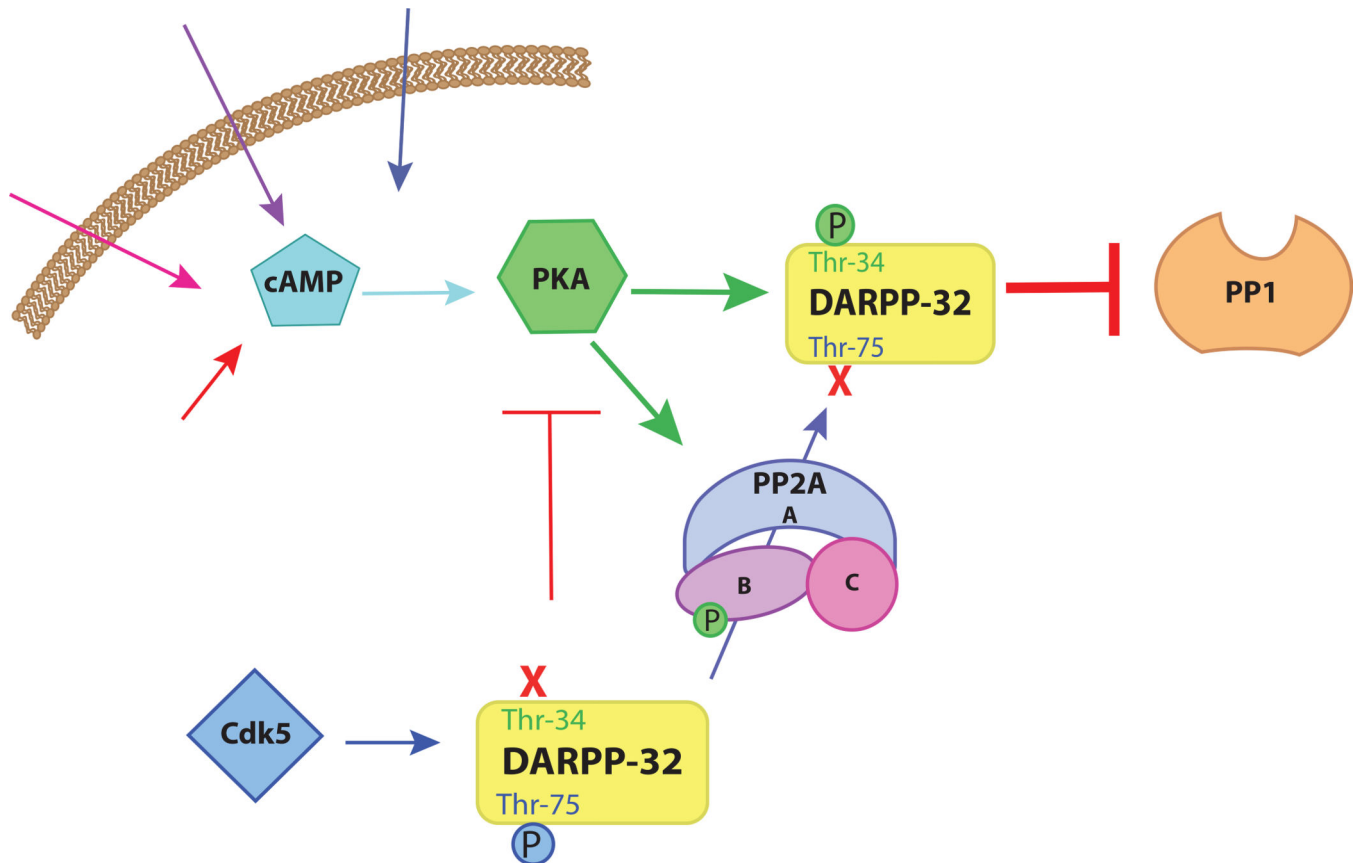 P
Thr-34
cAMP
PKA
DARPP-32
PP1
Thr-75
X
PP2A
A
B
C
P
X
Thr-34
Cdk5
DARPP-32
Thr-75
P